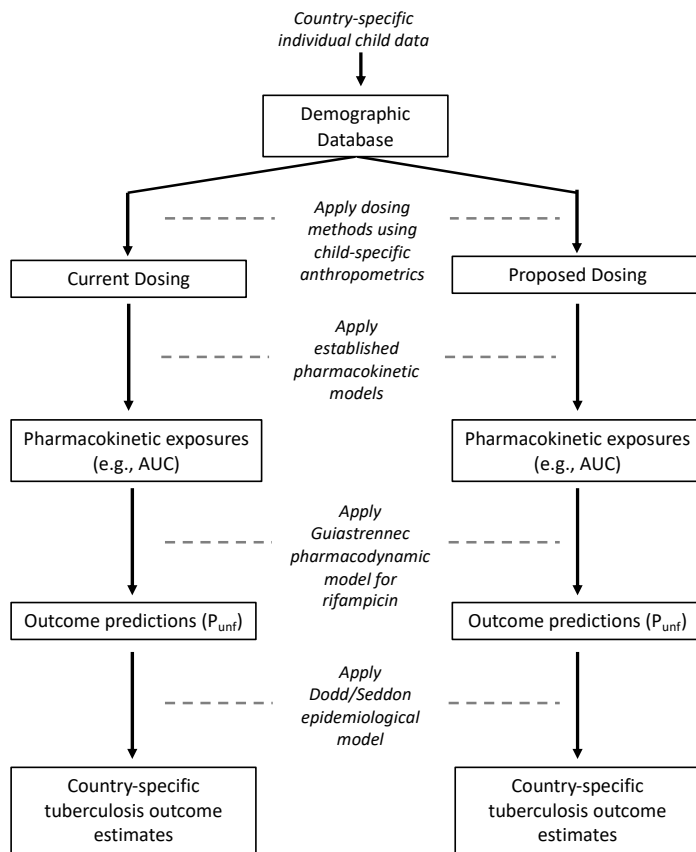 Country-specific
individual child data
Demographic
Database
Apply dosing
methods using
child-specific
anthropometrics
Current Dosing
Proposed Dosing
Apply
established
pharmacokinetic
models
Pharmacokinetic exposures
(e.g., AUC)
Pharmacokinetic exposures
(e.g., AUC)
Apply
Guiastrennec
pharmacodynamic
model for
rifampicin
Outcome predictions (Punf)
Outcome predictions (Punf)
Apply
Dodd/Seddon
epidemiological
model
Country-specific
tuberculosis outcome
estimates
Country-specific
tuberculosis outcome
estimates